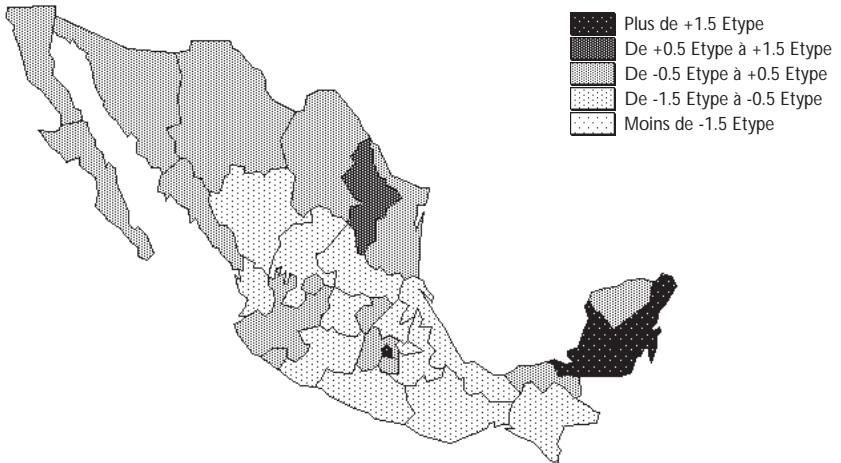 Plus de +1.5 Etype
De +0.5 Etype à +1.5 Etype
De -0.5 Etype à +0.5 Etype
De -1.5 Etype à -0.5 Etype
Moins de -1.5 Etype